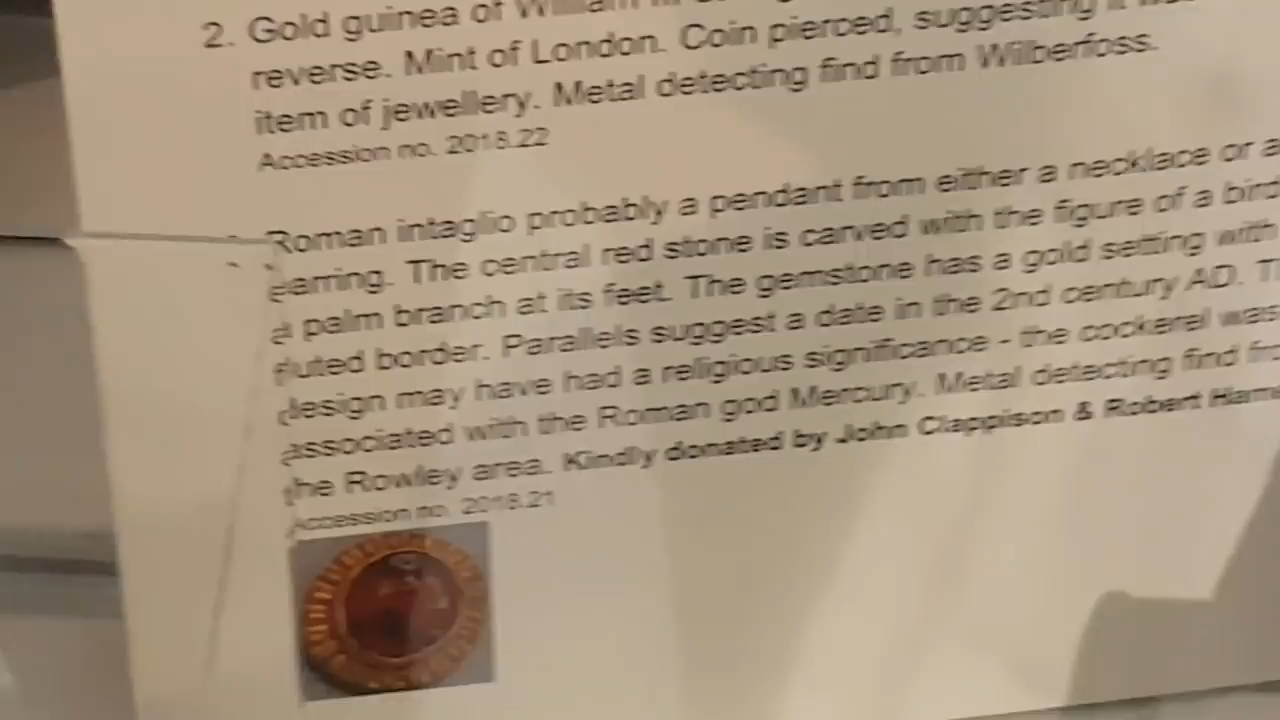 2. Gold guinea of William III
reverse. Mint of London. Coin pierced, suggesting it
item of jewellery. Metal detecting find from Wilberfoss.
Accession no. 2018.22
Roman intaglio probably a pendant from either a necklace or a
earring. The central red stone is carved with the figure of a bird
a palm branch at its feet. The gemstone has a gold setting with
fluted border. Parallels suggest a date in the 2nd century AD.
design may have had a religious significance - the cockerel was
associated with the Roman god Mercury. Metal detecting find
the Rowley area. Kindly donated by John Clappison & Robert
Accession no. 2018.21